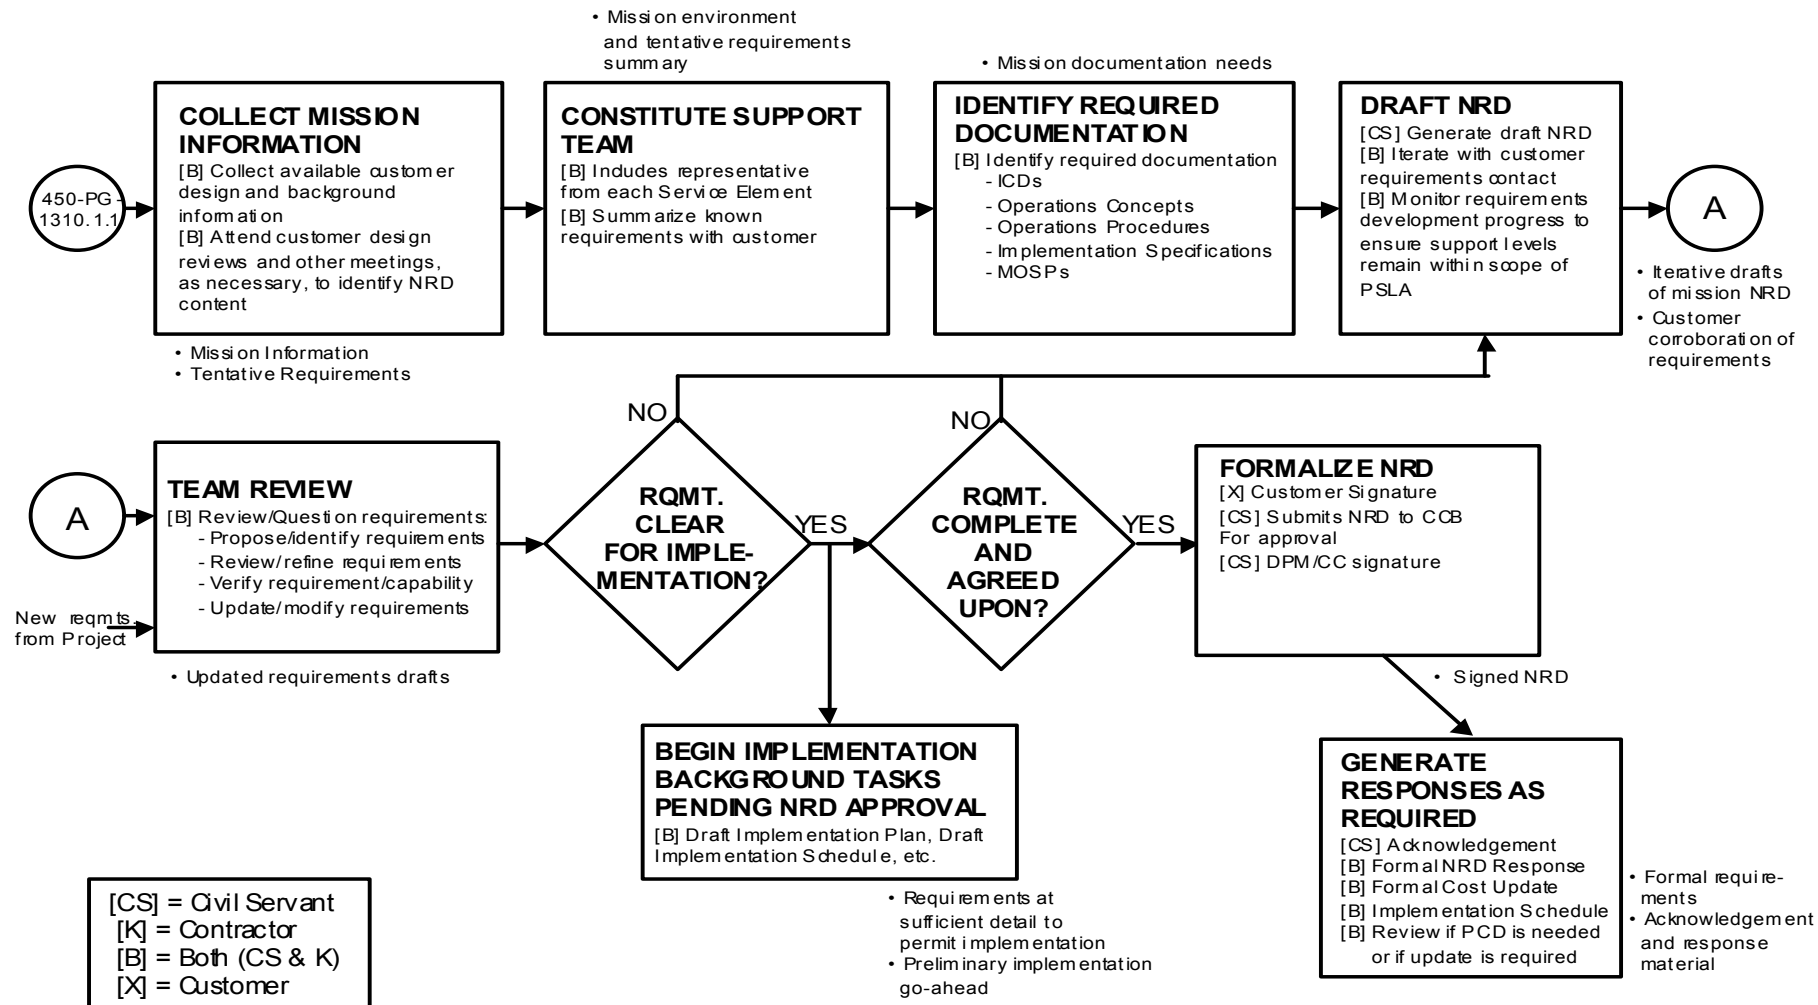 • Mission environment
and tentative requirements
summary
• Mission documentation needs
450-PG-
1310.1.1
COLLECT MISSION
INFORMATION
[B] Collect available customer
design and background
information
[B] Attend customer design
reviews and other meetings,
as necessary, to identify NRD
content
• Mission Information
• Tentative Requirements
CONSTITUTE SUPPORT
TEAM
[B] Includes representative
from each Service Element
[B] Summarize known
requirements with customer
IDENTIFY REQUIRED
DOCUMENTATION
[B] Identify required documentation
- ICDs
- Operations Concepts
- Operations Procedures
- Implementation Specifications
- MOSPs
DRAFT NRD
[CS] Generate draft NRD
[B] Iterate with customer
requirements contact
[B] Monitor requirements
development progress to
ensure support levels
remain within scope of
PSLA
A
• Iterative drafts
of mission NRD
• Customer
corroboration of
requirements
A
New reqmts.
from Project
TEAM REVIEW
[B] Review/Question requirements:
- Propose/identify requirements
- Review/refine requirements
- Verify requirement/capability
- Update/modify requirements
• Updated requirements drafts
NO
RQMT.
CLEAR
FOR IMPLE-
MENTATION?
YES
NO
RQMT.
COMPLETE
AND
AGREED
UPON?
YES
FORMALIZE NRD
[X] Customer Signature
[CS] Submits NRD to CCB
For approval
[CS] DPM/CC signature
• Signed NRD
BEGIN IMPLEMENTATION
BACKGROUND TASKS
PENDING NRD APPROVAL
[B] Draft Implementation Plan, Draft
Implementation Schedule, etc.
• Requirements at
sufficient detail to
permit implementation
• Preliminary implementation
go-ahead
GENERATE
RESPONSES AS
REQUIRED
[CS] Acknowledgement
[B] Formal NRD Response
[B] Formal Cost Update
[B] Implementation Schedule
[B] Review if PCD is needed
or if update is required
• Formal require-
ments
• Acknowledgement
and response
material
[CS] = Civil Servant
[K] = Contractor
[B] = Both (CS & K)
[X] = Customer